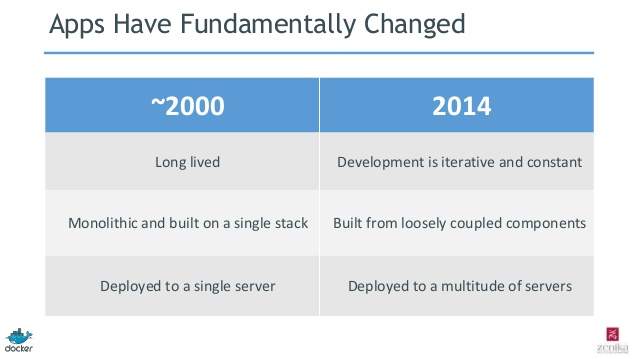 Apps Have Fundamentally Changed
~2000
2014
Long lived
Development is iterative and constant
Monolithic and built on a single stack
Built from loosely coupled components
Deployed to a single server
Deployed to a multitude of servers
docker
zenika